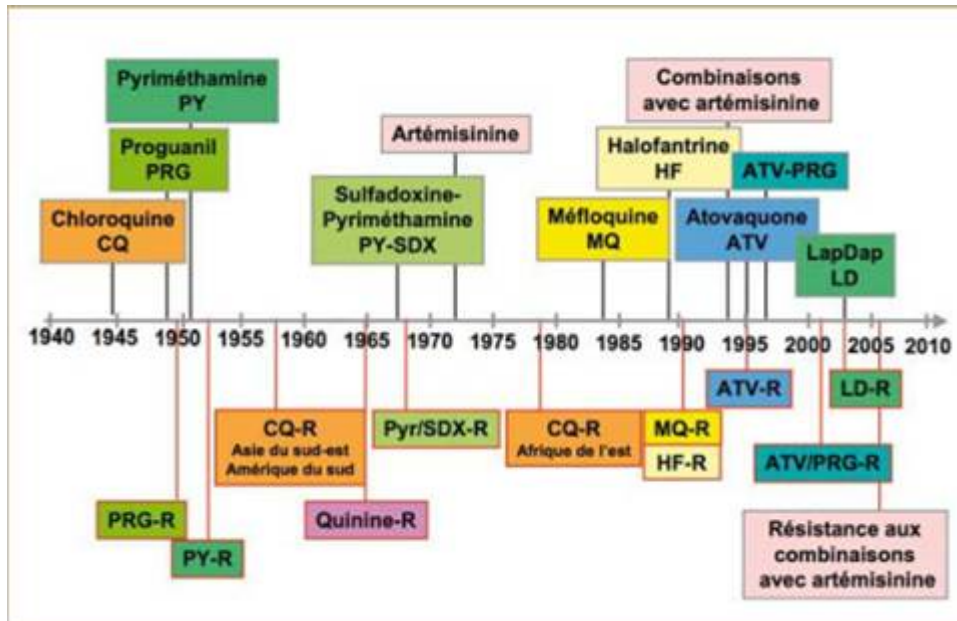 Pyriméthamine
PY
Combinaisons
avec artémisinine
Proguanil
PRG
Artémisinine
Halofantrine
HF
ATV-PRG
Chloroquine
CQ
Sulfadoxine-
Pyriméthamine
PY-SDX
Méfloquine
MQ
Atovaquone
ATV
LapDap
LD
1940 1945 1950 1955 1960 1965 1970 1975 1980 1985 1990 1995 2000 2005 2010
ATV-R
LD-R
CQ-R
Asie du sud-est
Amérique du sud
Pyr/SDX-R
CQ-R
Afrique de l'est
MQ-R
HF-R
ATV/PRG-R
PRG-R
Quinine-R
PY-R
Résistance aux
combinaisons
avec artémisinine